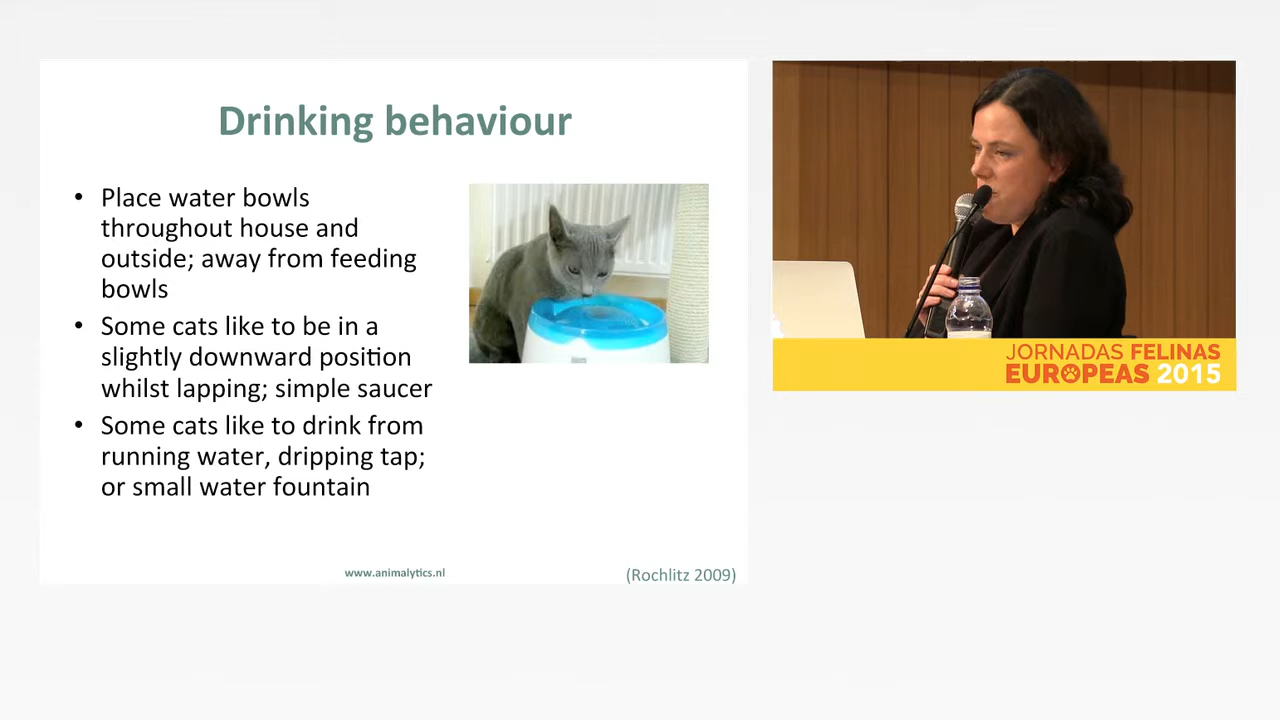 Drinking behaviour
• Place water bowls
throughout house and
outside; away from feeding
bowls
• Some cats like to be in a
slightly downward position
whilst lapping; simple saucer
• Some cats like to drink from
running water, dripping tap;
or small water fountain
www.animalytics.nl
(Rochlitz 2009)
JORNADAS FELINAS
EUROPEAS 2015